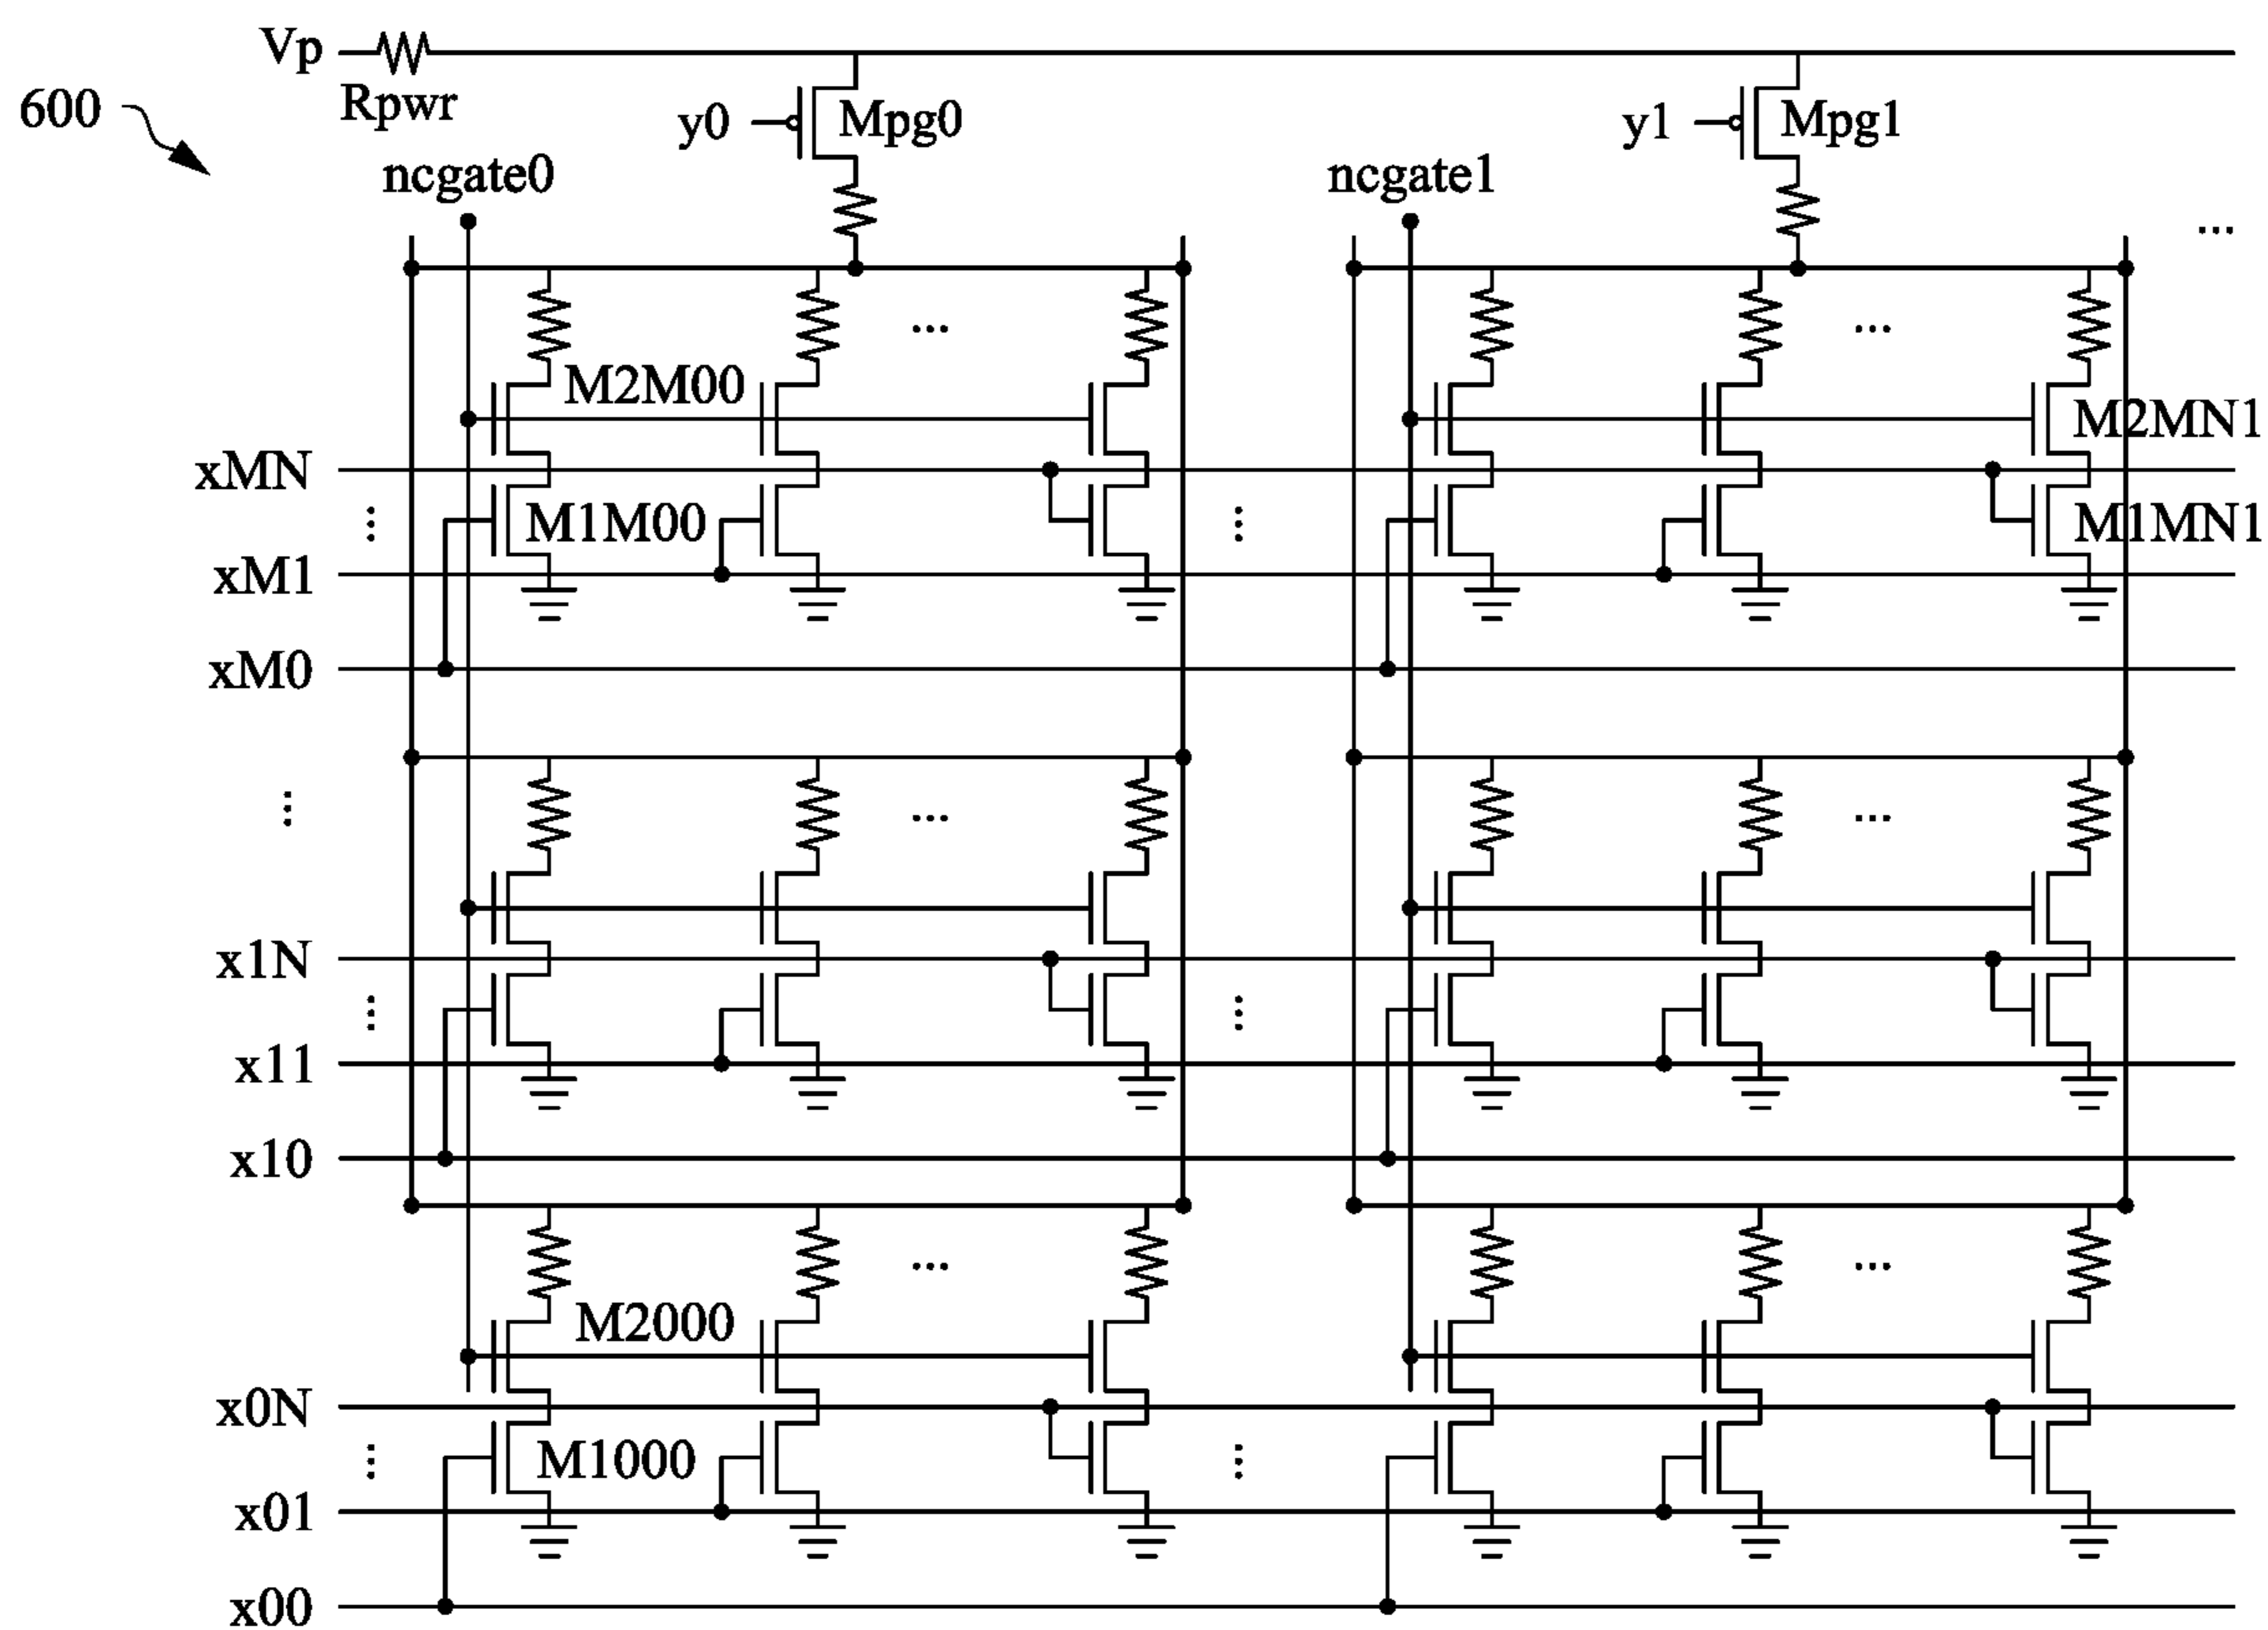 Vp
Rpwr
600
y0
Mpg0
y1
Mpg1
ncgate0
ncgate1
...
...
...
M2M00
M2MN1
xMN
M1M00
M1MN1
xM1
xM0
...
...
x1N
x11
x10
...
...
M2000
x0N
M1000
x01
x00